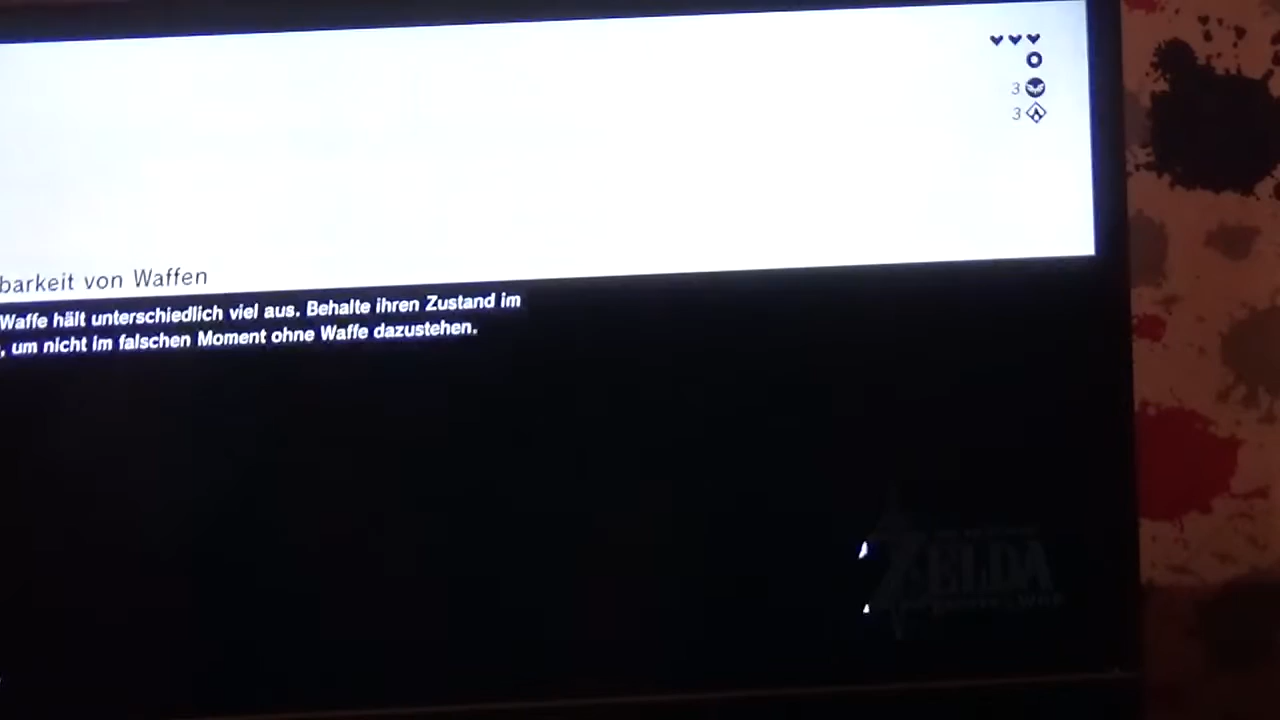 3
3
barkeit von Waffen
Waffe hält unterschiedlich viel aus. Behalte ihren Zustand im
, um nicht im falschen Moment ohne Waffe dazustehen.
ZELDA